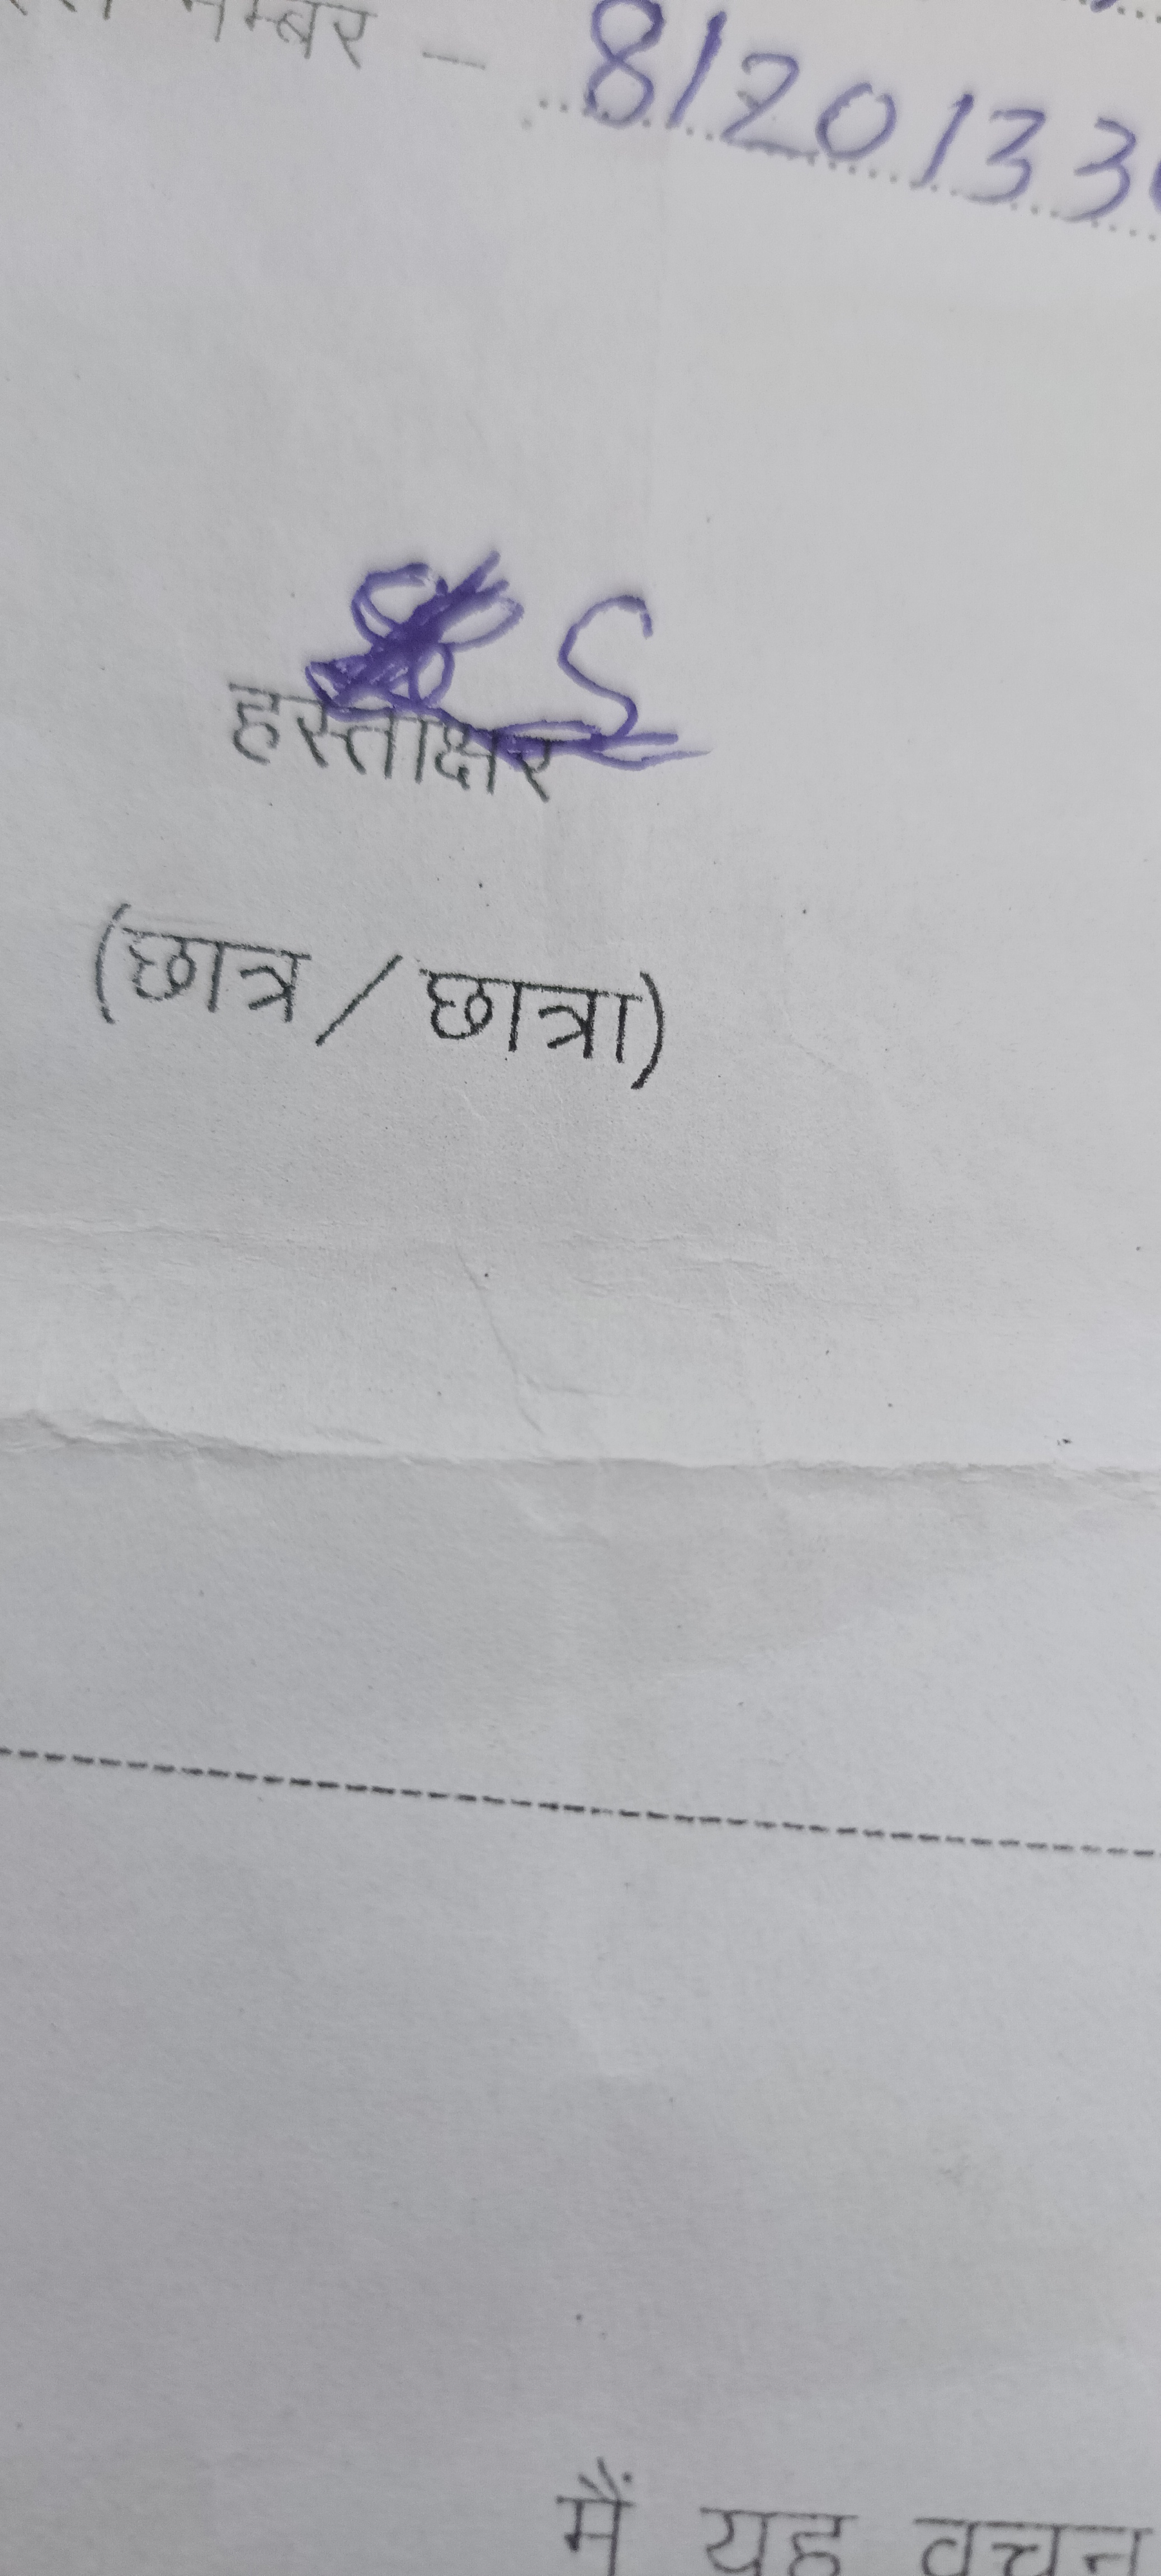 नम्बर – 8120133
हस्ताक्षर
(छात्र / छात्रा)
मैं यह वचन